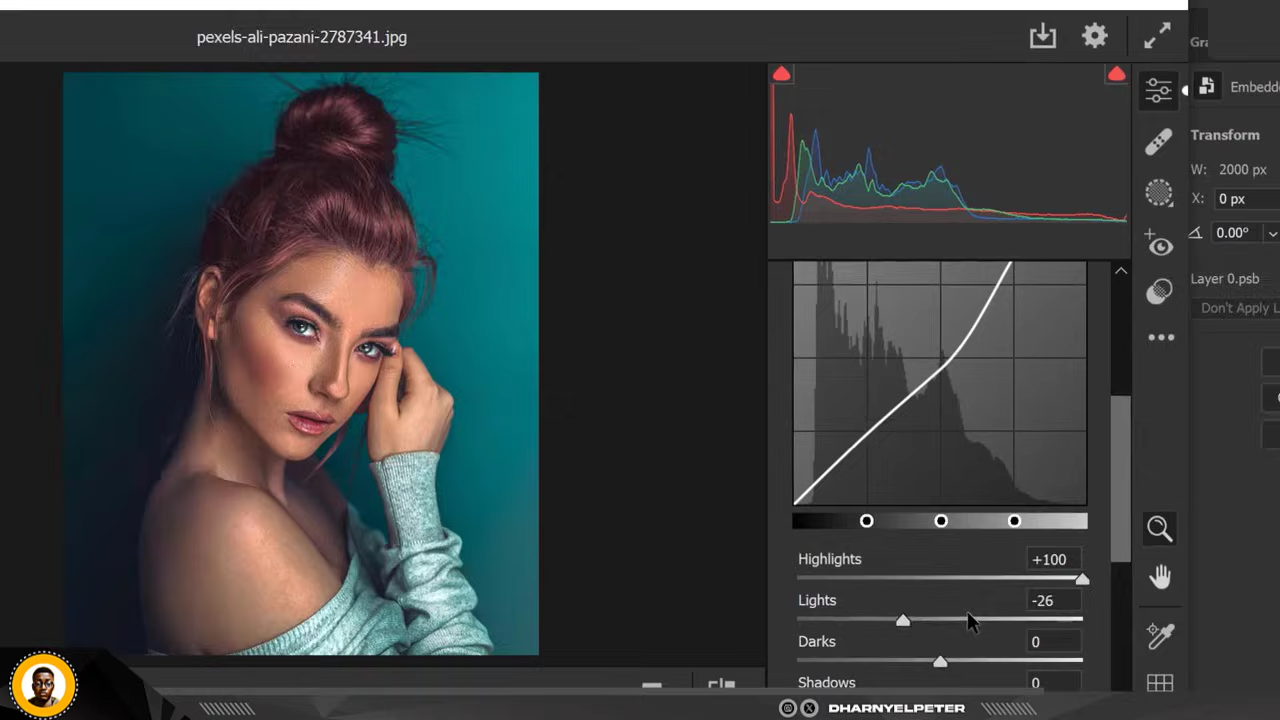 pexels-ali-pazani-2787341.jpg
Gra
Embedde
Transform
W: 2000 px
X: 0 px
0.00°
Layer 0.psb
Don't Apply L
Highlights +100
Lights -26
Darks 0
Shadows 0
DHARNYELPETER